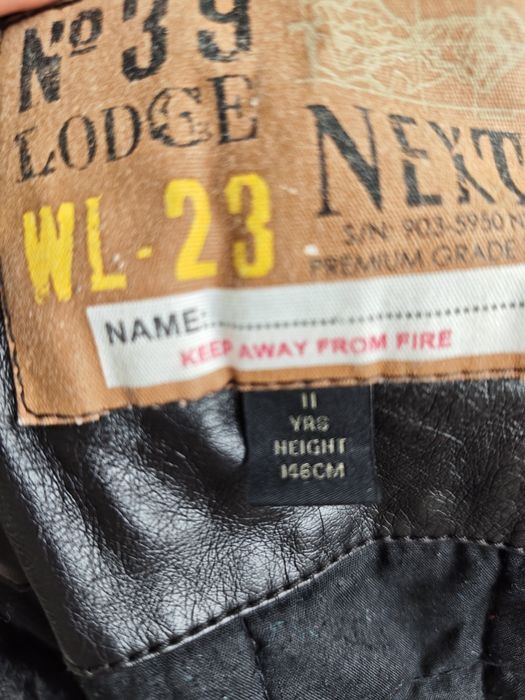 Nº 39
LODGE
WL-23
NEXT
S/N: 903-5950
PREMIUM GRADE
NAME:
KEEP AWAY FROM FIRE
11
YRS
HEIGHT
146CM